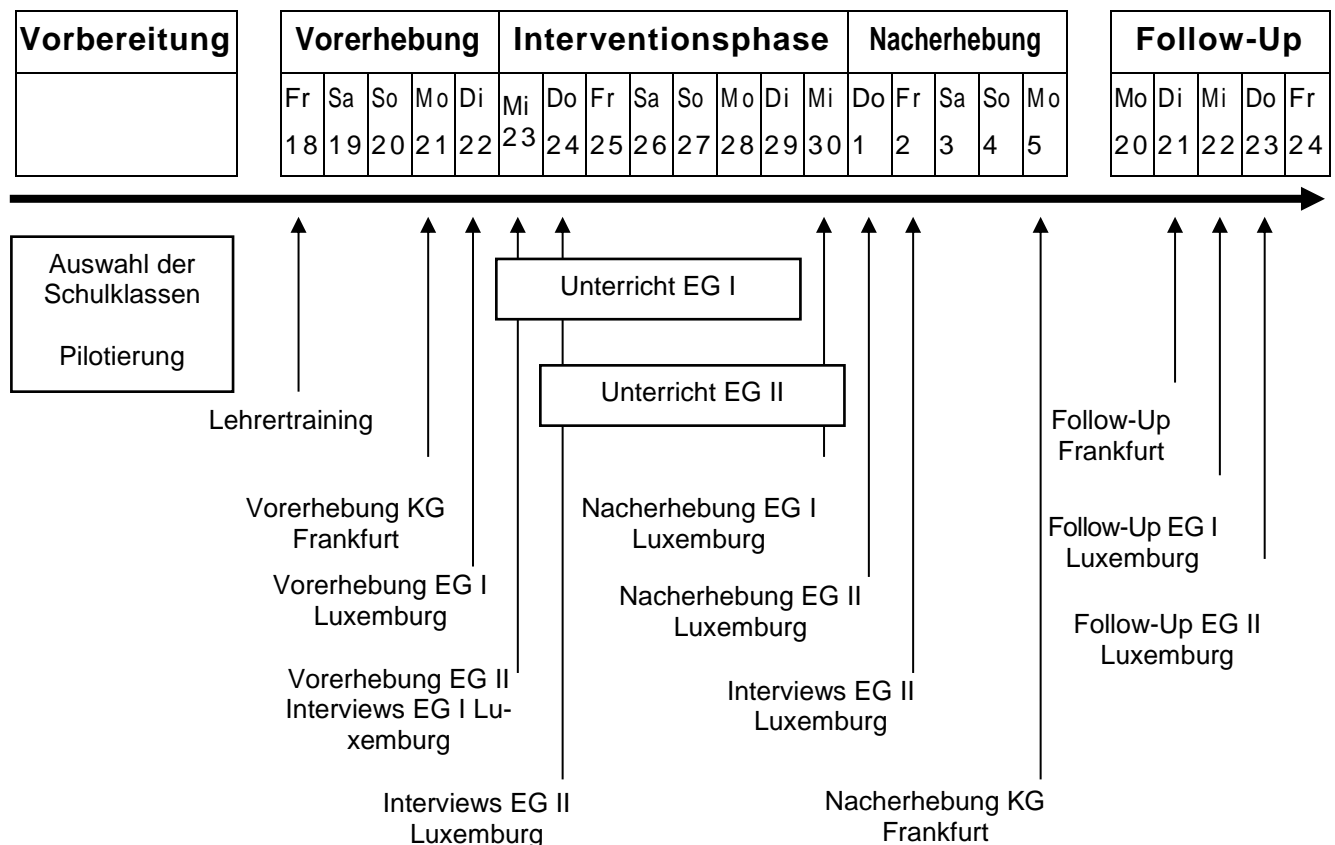 Vorbereitung
Vorerhebung
Interventionsphase
Nacherhebung
Follow-Up
Fr Sa So Mo Di Mi Do Fr Sa So Mo Di Mi Do Fr Sa So Mo
18 19 20 21 22 23 24 25 26 27 28 29 30 1 2 3 4 5
Mo Di Mi Do Fr
20 21 22 23 24
Auswahl der
Schulklassen
Pilotierung
Unterricht EG I
Unterricht EG II
Lehrertraining
Vorerhebung KG
Frankfurt
Vorerhebung EG I
Luxemburg
Vorerhebung EG II
Interviews EG I Lu-
xemburg
Interviews EG II
Luxemburg
Nacherhebung EG I
Luxemburg
Nacherhebung EG II
Luxemburg
Interviews EG II
Luxemburg
Nacherhebung KG
Frankfurt
Follow-Up
Frankfurt
Follow-Up EG I
Luxemburg
Follow-Up EG II
Luxemburg